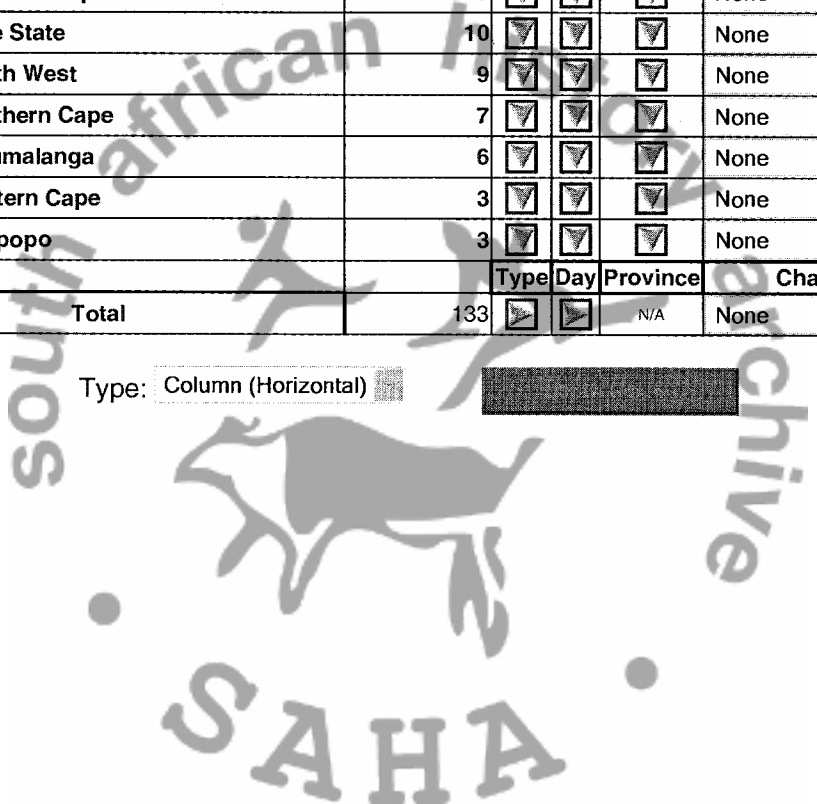 e State 10 None
th West 9 None
thern Cape 7 None
umalanga 6 None
tern Cape 3 None
popo 3 None
Type Day Province Cha
Total 133 N/A None
Type: Column (Horizontal)
south african history archive
SAHA